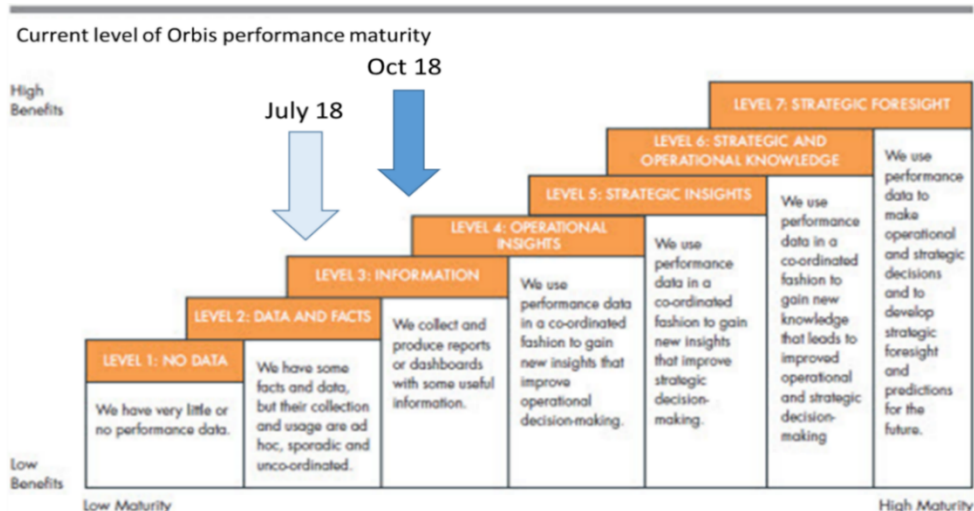 Current level of Orbis performance maturity
Oct 18
July 18
High
Benefits
LEVEL 7: STRATEGIC FORESIGHT
We use
performance
data to
make
operational
and strategic
decisions
and to
develop
strategic
foresight
and
predictions
for the
future.
LEVEL 6: STRATEGIC AND
OPERATIONAL KNOWLEDGE
We use
performance
data in a
co-ordinated
fashion to
gain new
knowledge
that leads to
improved
operational
and strategic
decision-
making
LEVEL 5: STRATEGIC INSIGHTS
We use
performance
data in a
co-ordinated
fashion to gain
new insights
that improve
strategic
decision-
making.
LEVEL 4: OPERATIONAL
INSIGHTS
We use
performance data
in a co-ordinated
fashion to gain
new insights that
improve
operational
decision-making.
LEVEL 3: INFORMATION
We collect and
produce reports
or dashboards
with some useful
information.
LEVEL 2: DATA AND FACTS
We have some
facts and data,
but their collection
and usage are ad
hoc, sporadic and
unco-ordinated.
LEVEL 1: NO DATA
We have very little or
no performance data.
Low
Benefits
Low Maturity
High Maturity